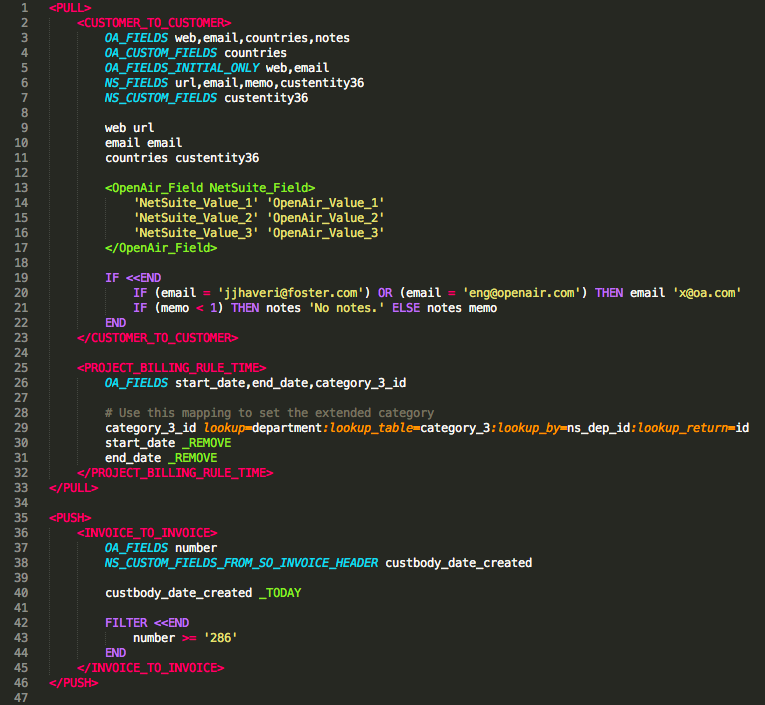 1 <PULL>
2 <CUSTOMER_TO_CUSTOMER>
3 OA_FIELDS web,email,countries,notes
4 OA_CUSTOM_FIELDS countries
5 OA_FIELDS_INITIAL_ONLY web,email
6 NS_FIELDS url,email,memo,custentity36
7 NS_CUSTOM_FIELDS custentity36
8
9 web url
10 email email
11 countries custentity36
12
13 <OpenAir_Field NetSuite_Field>
14 'NetSuite_Value_1' 'OpenAir_Value_1'
15 'NetSuite_Value_2' 'OpenAir_Value_2'
16 'NetSuite_Value_3' 'OpenAir_Value_3'
17 </OpenAir_Field>
18
19 IF <<END
20 IF (email = 'jjhaveri@foster.com') OR (email = 'eng@openair.com') THEN email 'x@oa.com'
21 IF (memo < 1) THEN notes 'No notes.' ELSE notes memo
22 END
23 </CUSTOMER_TO_CUSTOMER>
24
25 <PROJECT_BILLING_RULE_TIME>
26 OA_FIELDS start_date,end_date,category_3_id
27
28 # Use this mapping to set the extended category
29 category_3_id lookup=department:lookup_table=category_3:lookup_by=ns_dep_id:lookup_return=id
30 start_date _REMOVE
31 end_date _REMOVE
32 </PROJECT_BILLING_RULE_TIME>
33 </PULL>
34
35 <PUSH>
36 <INVOICE_TO_INVOICE>
37 OA_FIELDS number
38 NS_CUSTOM_FIELDS_FROM_SO_INVOICE_HEADER custbody_date_created
39
40 custbody_date_created _TODAY
41
42 FILTER <<END
43 number >= '286'
44 END
45 </INVOICE_TO_INVOICE>
46 </PUSH>
47